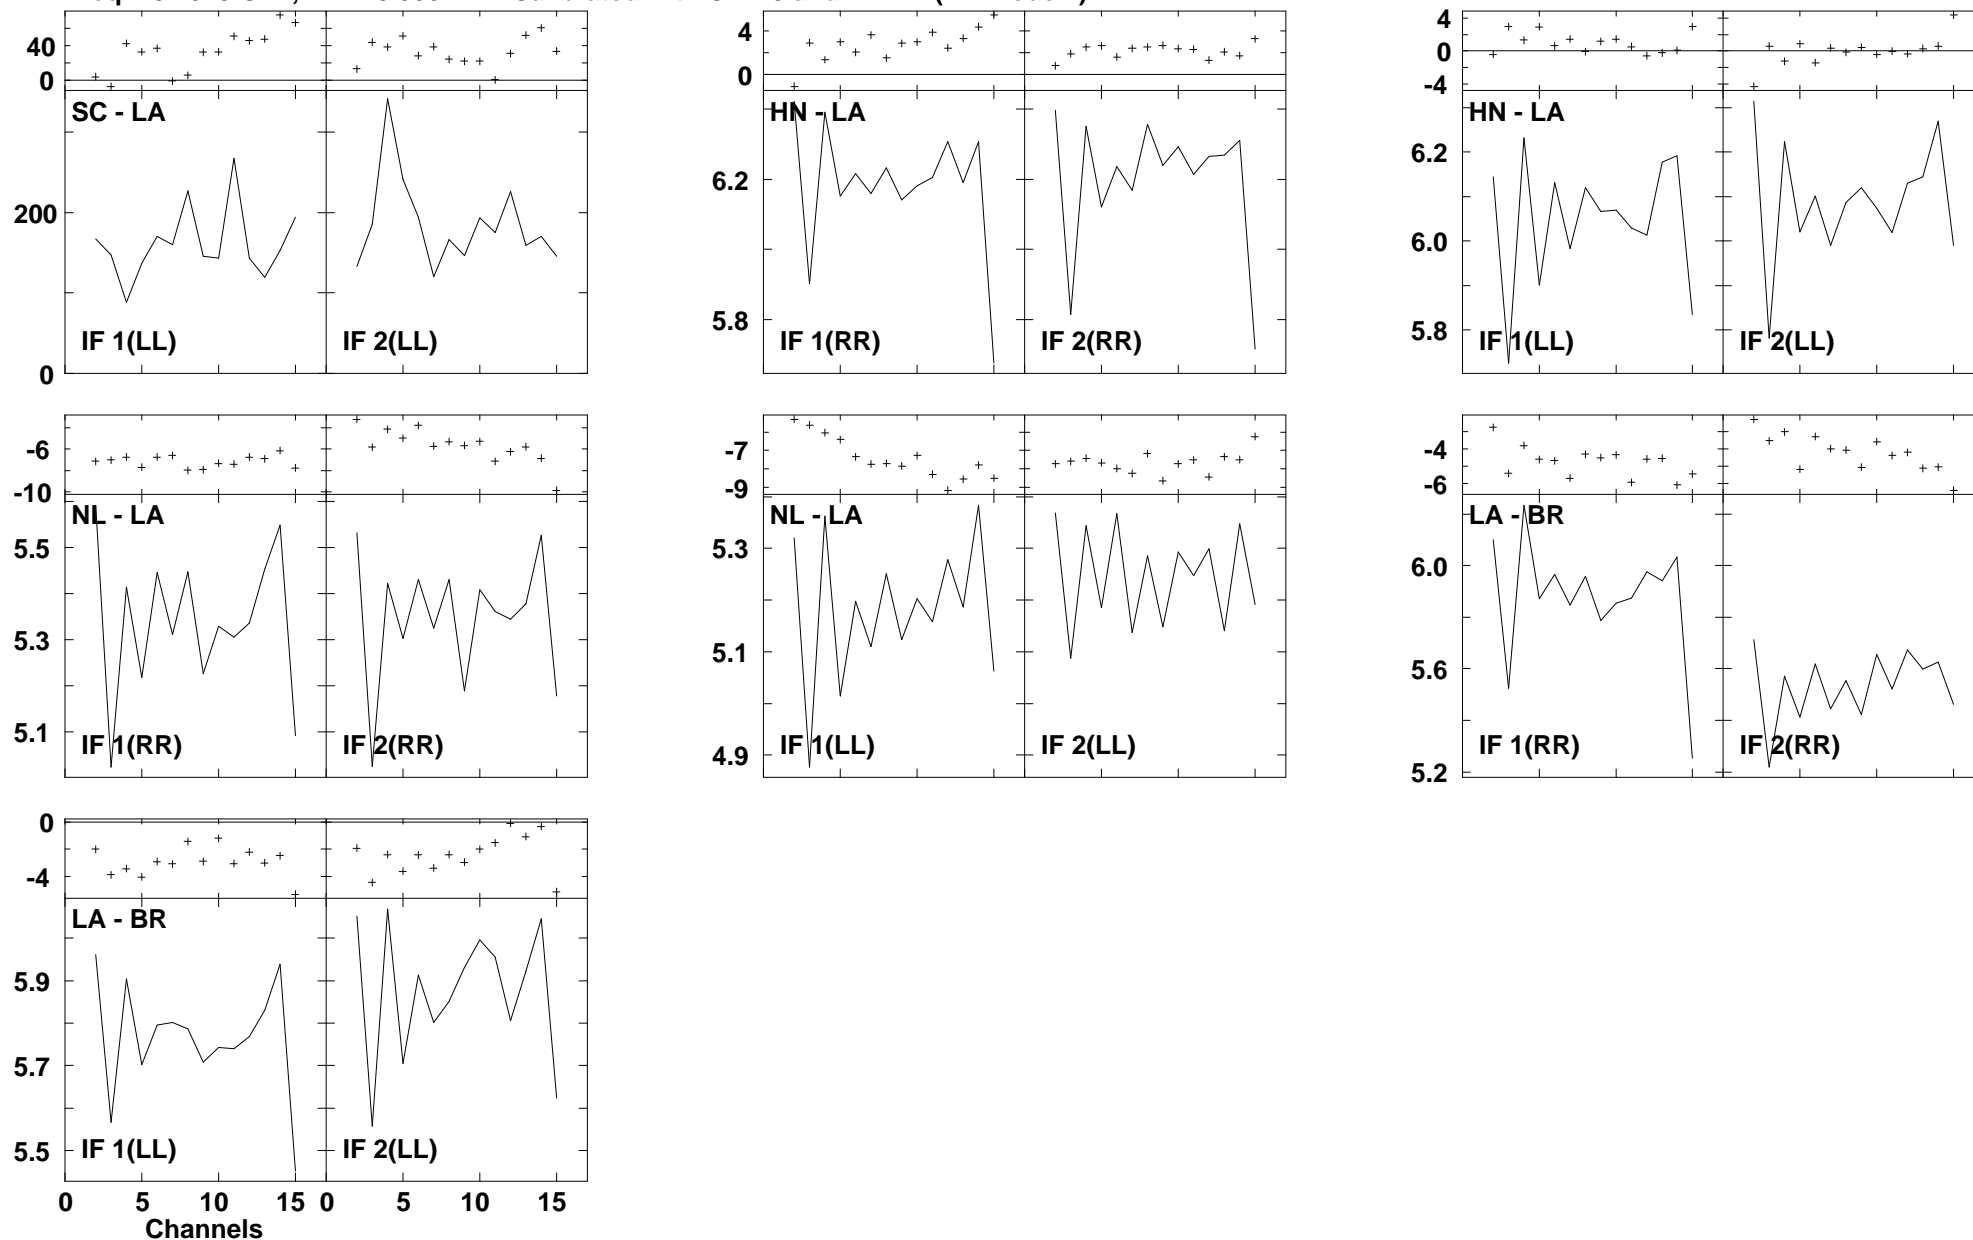 40
0
SC - LA
200
IF 1(LL) IF 2(LL)
0
4
0
HN - LA
6.2
5.8
IF 1(RR) IF 2(RR)
4
0
-4
HN - LA
6.2
6.0
5.8
IF 1(LL) IF 2(LL)
-6
-10
NL - LA
5.5
5.3
5.1
IF 1(RR) IF 2(RR)
-7
-9
NL - LA
5.3
5.1
IF 1(LL) IF 2(LL)
4.9
-4
-6
LA - BR
6.0
5.6
IF 1(RR) IF 2(RR)
5.2
0
-4
LA - BR
5.9
5.7
5.5
IF 1(LL) IF 2(LL)
0 5 10 15 0 5 10 15
Channels